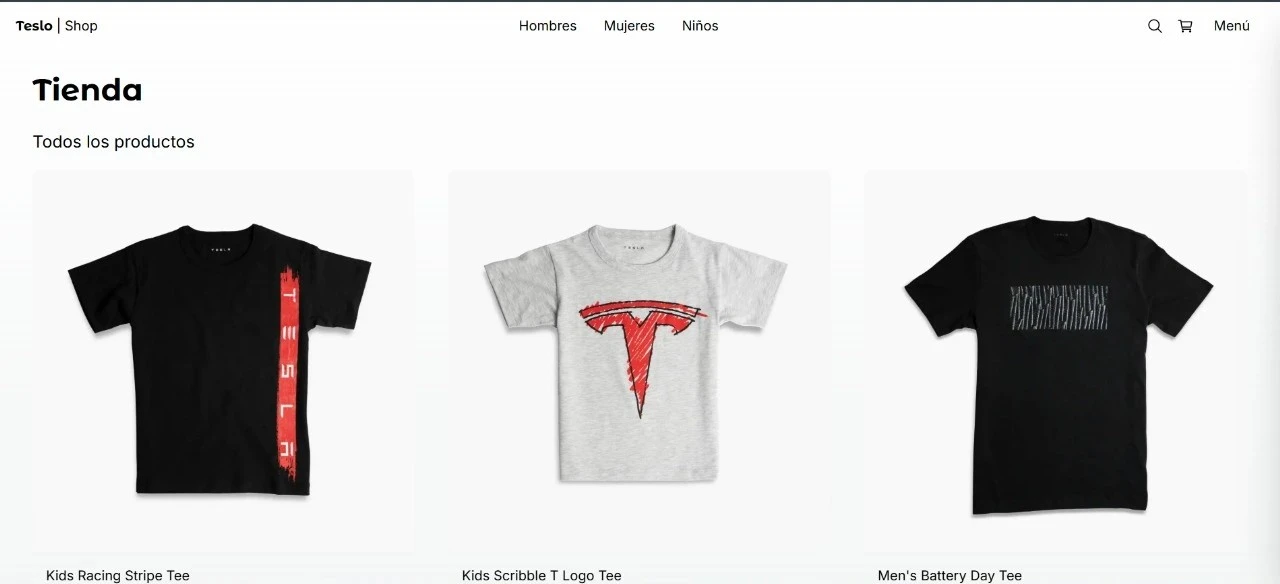 Teslo | Shop
Hombres
Mujeres
Niños
Menú
Tienda
Todos los productos
TESLA
Kids Racing Stripe Tee
Kids Scribble T Logo Tee
Men's Battery Day Tee